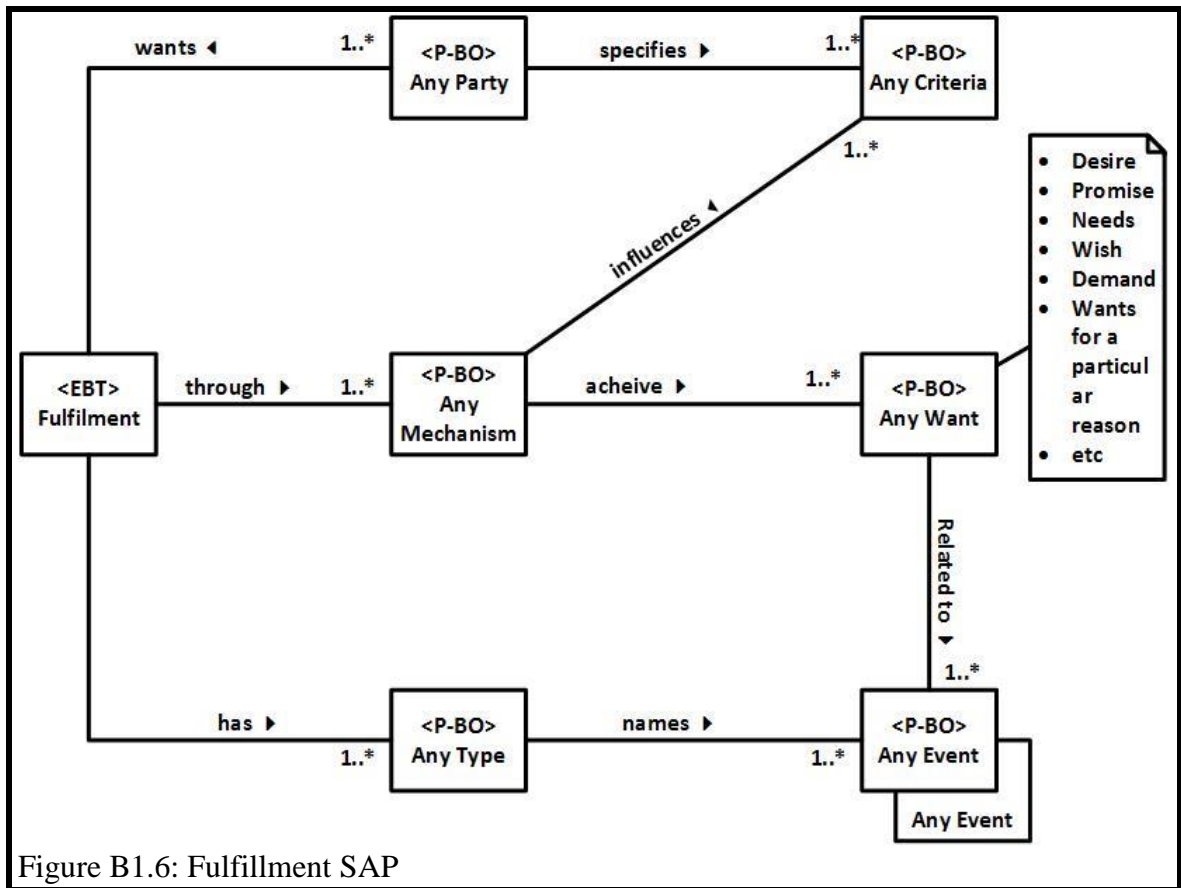 wants ◄
1..*
<P-BO>
Any Party
specifies ►
1..*
<P-BO>
Any Criteria
1..*
influences ◄
• Desire
• Promise
• Needs
• Wish
• Demand
• Wants
for a
particul
ar
reason
• etc
<EBT>
Fulfilment
through ►
1..*
<P-BO>
Any
Mechanism
acheive ►
1..*
<P-BO>
Any Want
Related to ►
1..*
has ►
1..*
<P-BO>
Any Type
names ►
1..*
<P-BO>
Any Event
Any Event
Figure B1.6: Fulfillment SAP